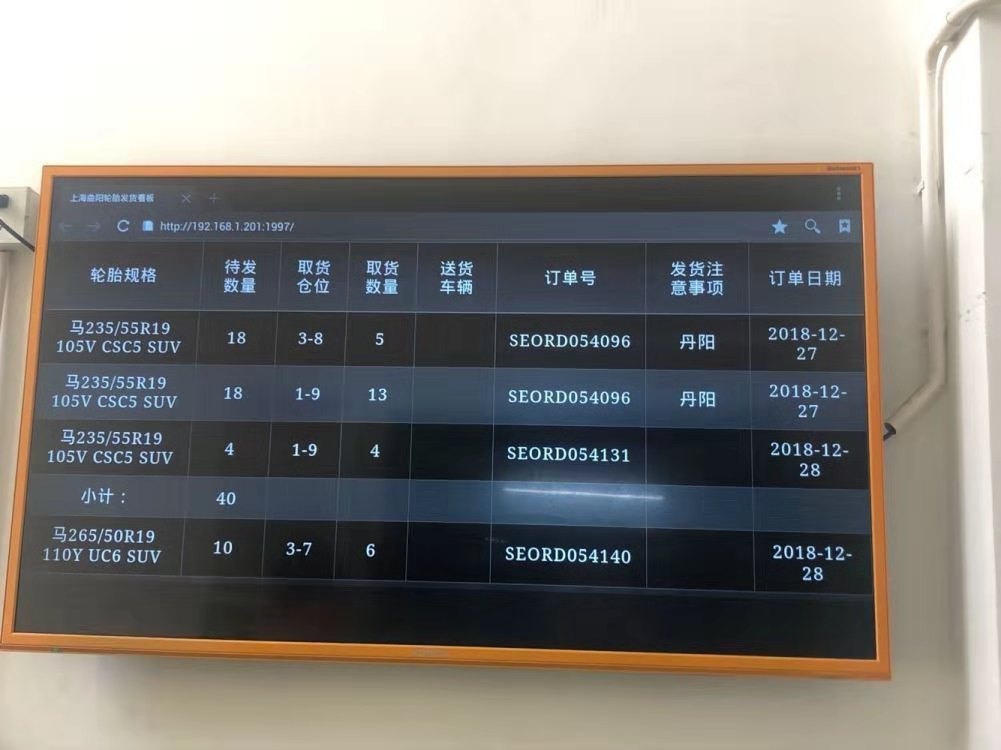 上海曲阳轮胎发货看板
http://192.168.1.201:1997/
轮胎规格 待发数量 取货仓位 取货数量 送货车辆 订单号 发货注意事项 订单日期
马235/55R19 105V CSC5 SUV 18 3-8 5 SEORD054096 丹阳 2018-12-27
马235/55R19 105V CSC5 SUV 18 1-9 13 SEORD054096 丹阳 2018-12-27
马235/55R19 105V CSC5 SUV 4 1-9 4 SEORD054131 2018-12-28
小计： 40
马265/50R19 110Y UC6 SUV 10 3-7 6 SEORD054140 2018-12-28